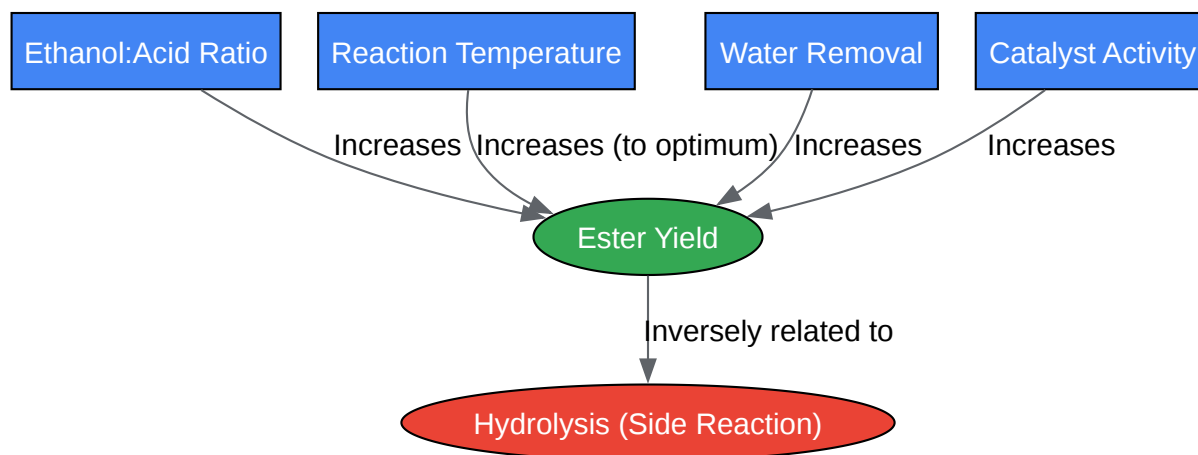 Ethanol:Acid Ratio
Reaction Temperature
Water Removal
Catalyst Activity
Increases
Increases (to optimum)
Increases
Increases
Ester Yield
Inversely related to
Hydrolysis (Side Reaction)